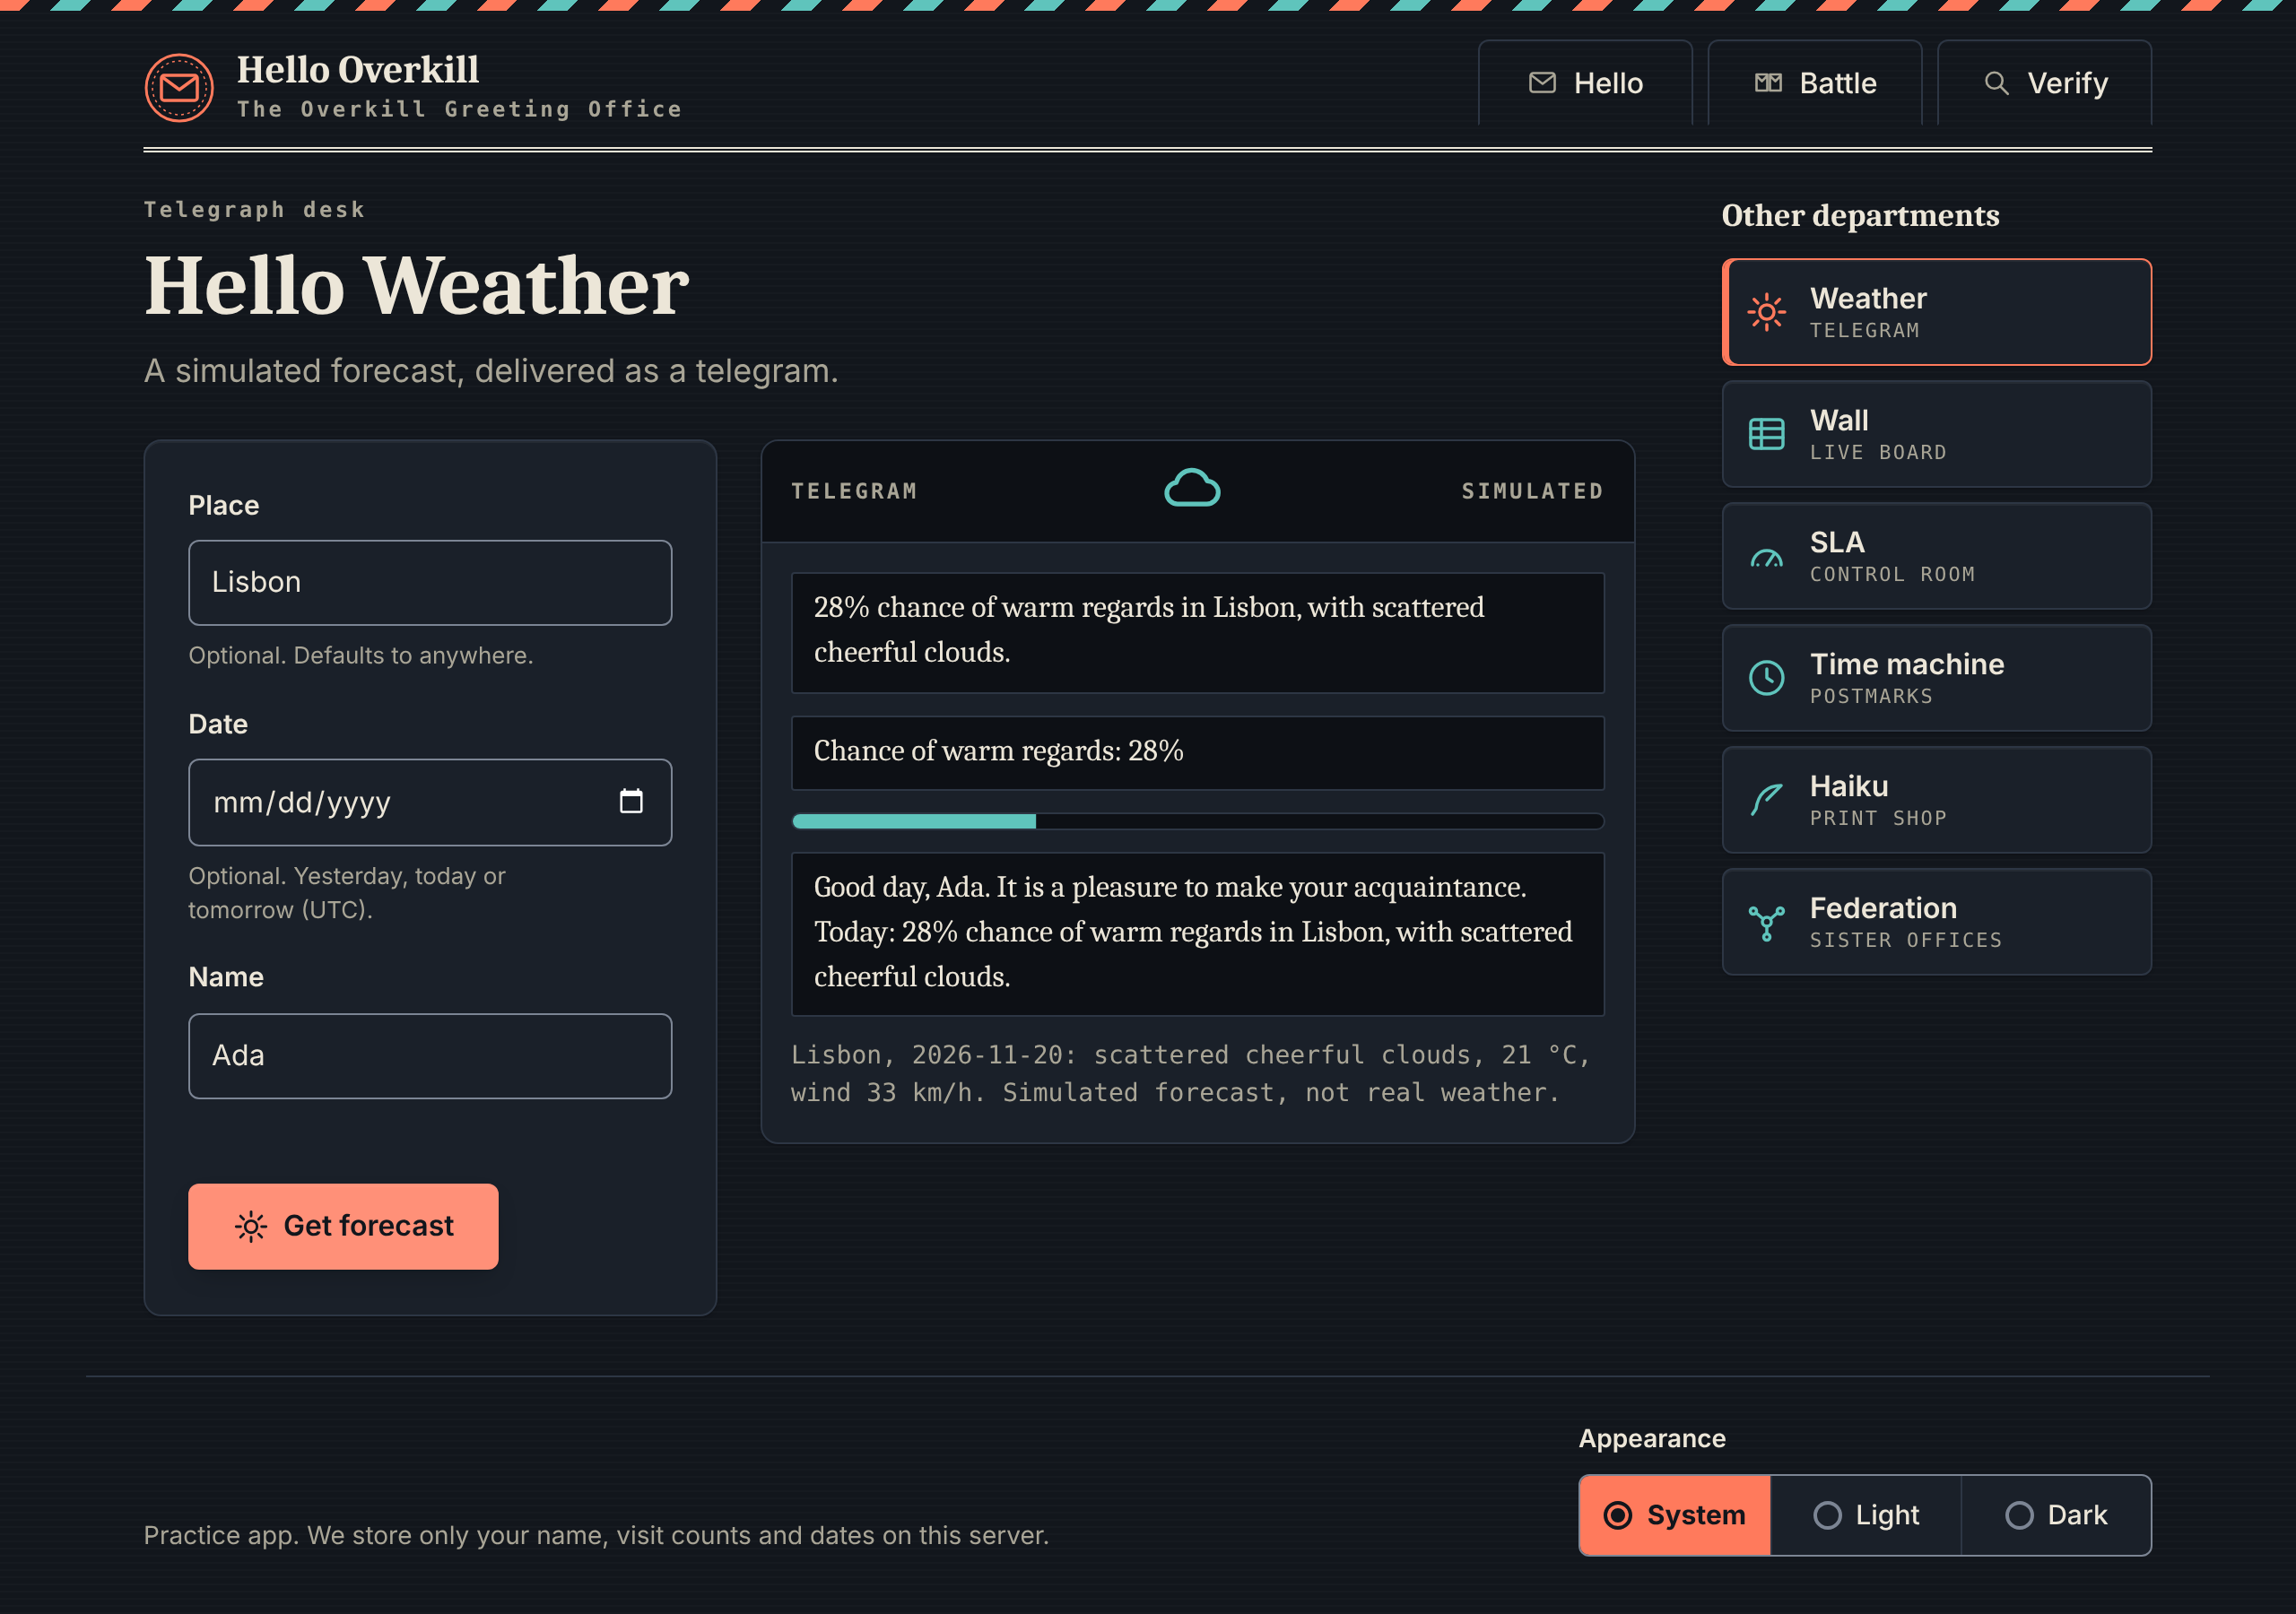 Hello Overkill
The Overkill Greeting Office
Hello
Battle
Verify
Telegraph desk
Hello Weather
A simulated forecast, delivered as a telegram.
Place
Lisbon
Optional. Defaults to anywhere.
Date
mm/dd/yyyy
Optional. Yesterday, today or
tomorrow (UTC).
Name
Ada
Get forecast
TELEGRAM
SIMULATED
28% chance of warm regards in Lisbon, with scattered
cheerful clouds.
Chance of warm regards: 28%
Good day, Ada. It is a pleasure to make your acquaintance.
Today: 28% chance of warm regards in Lisbon, with scattered
cheerful clouds.
Lisbon, 2026-11-20: scattered cheerful clouds, 21 °C,
wind 33 km/h. Simulated forecast, not real weather.
Other departments
Weather
TELEGRAM
Wall
LIVE BOARD
SLA
CONTROL ROOM
Time machine
POSTMARKS
Haiku
PRINT SHOP
Federation
SISTER OFFICES
Practice app. We store only your name, visit counts and dates on this server.
Appearance
System
Light
Dark